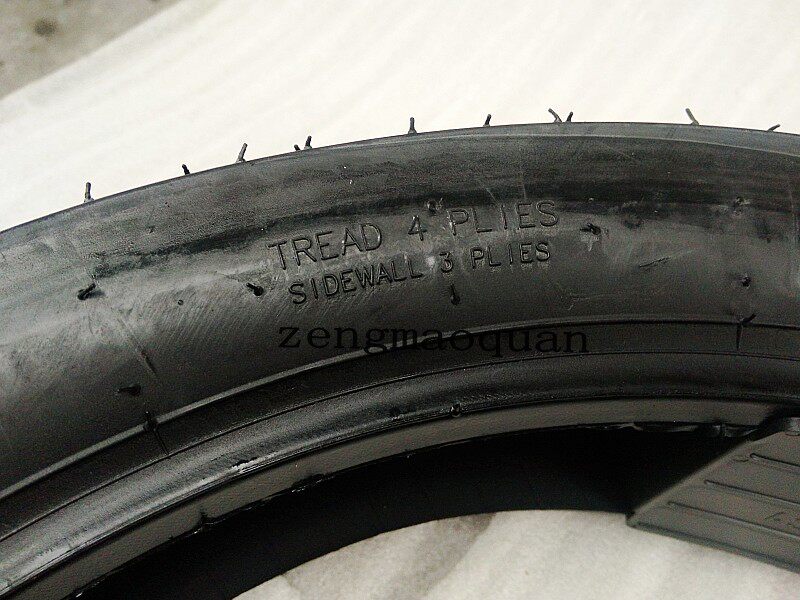 TREAD 4 PLIES
SIDEWALL 3 PLIES
zengmaoquan